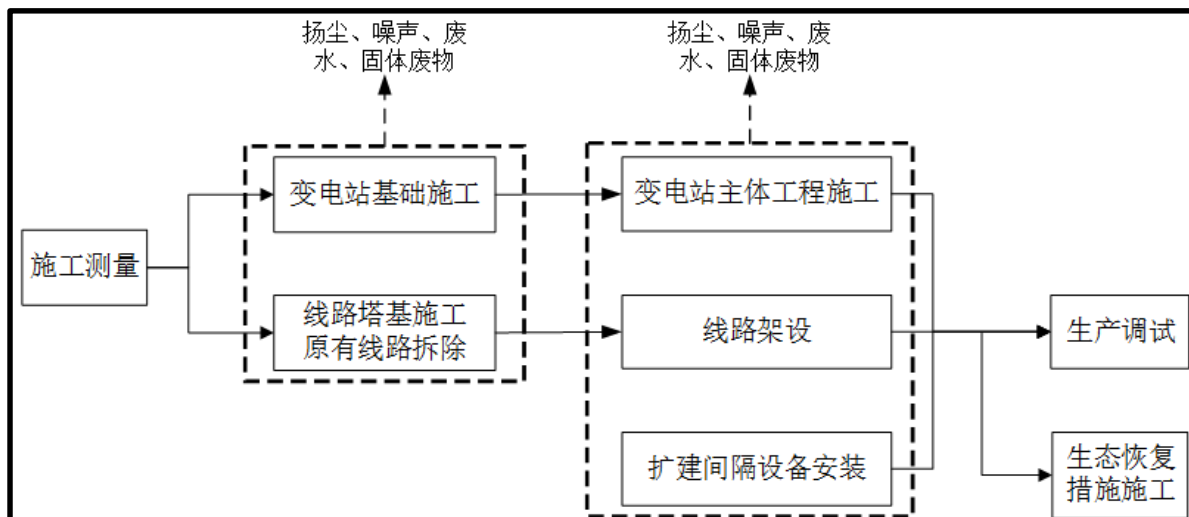 扬尘、噪声、废
水、固体废物
扬尘、噪声、废
水、固体废物
变电站基础施工
变电站主体工程施工
施工测量
线路塔基施工
原有线路拆除
线路架设
生产调试
扩建间隔设备安装
生态恢复
措施施工